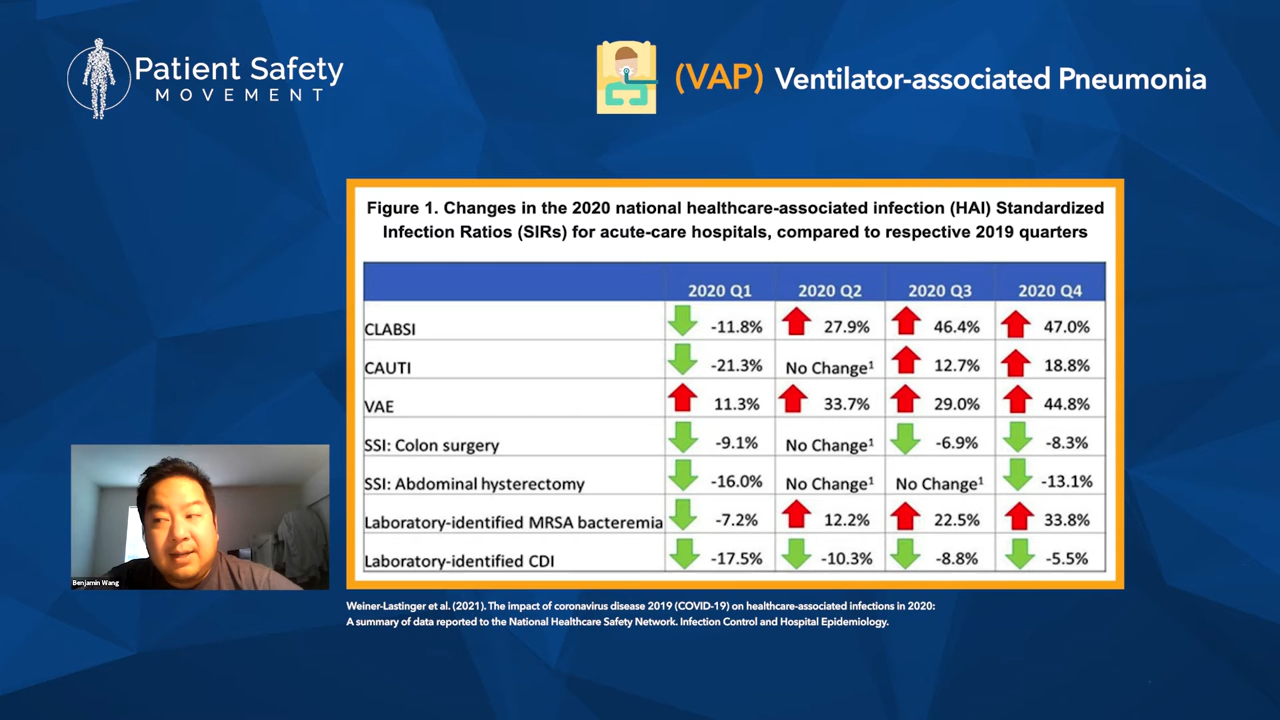 Patient Safety
MOVEMENT
(VAP) Ventilator-associated Pneumonia
Figure 1. Changes in the 2020 national healthcare-associated infection (HAI) Standardized
Infection Ratios (SIRs) for acute-care hospitals, compared to respective 2019 quarters
2020 Q1 2020 Q2 2020 Q3 2020 Q4
CLABSI -11.8% 27.9% 46.4% 47.0%
CAUTI -21.3% No Change¹ 12.7% 18.8%
VAE 11.3% 33.7% 29.0% 44.8%
SSI: Colon surgery -9.1% No Change¹ -6.9% -8.3%
SSI: Abdominal hysterectomy -16.0% No Change¹ No Change¹ -13.1%
Laboratory-identified MRSA bacteremia -7.2% 12.2% 22.5% 33.8%
Laboratory-identified CDI -17.5% -10.3% -8.8% -5.5%
Benjamin Wang
Weiner-Lastinger et al. (2021). The impact of coronavirus disease 2019 (COVID-19) on healthcare-associated infections in 2020:
A summary of data reported to the National Healthcare Safety Network. Infection Control and Hospital Epidemiology.